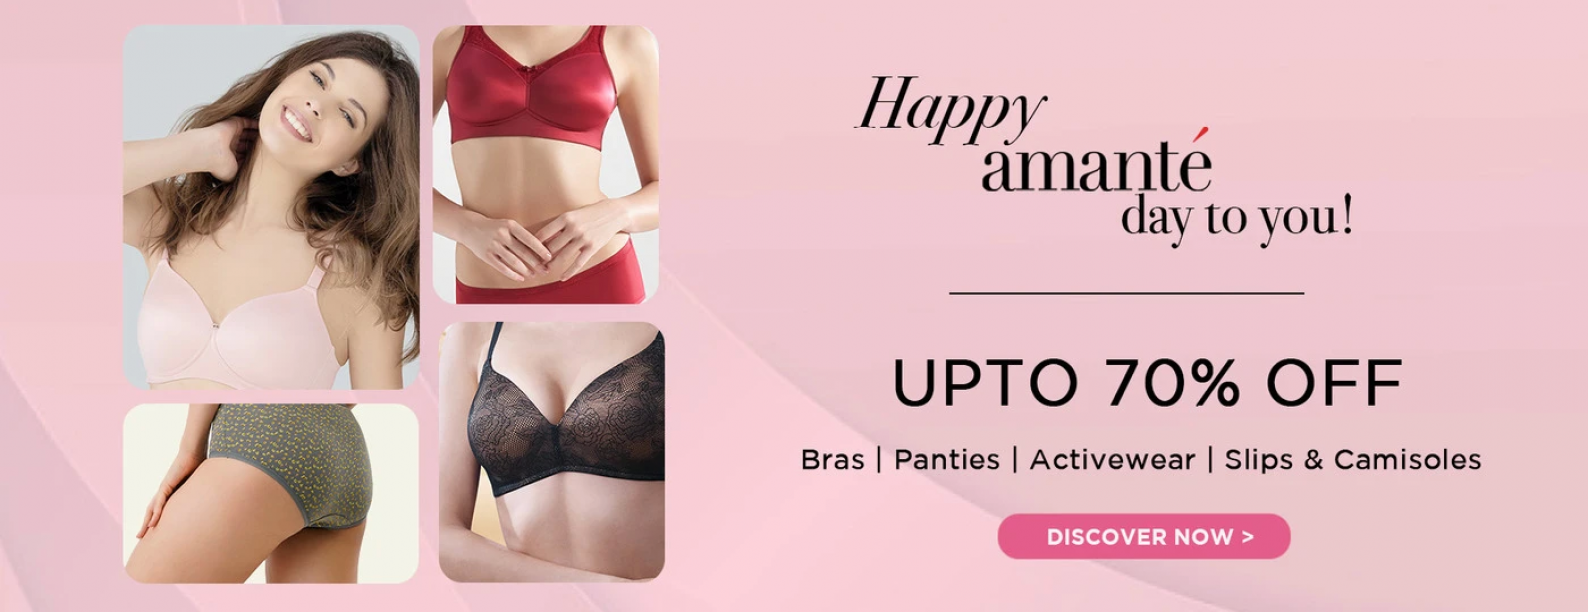 Happy
amanté
day to you!
UPTO 70% OFF
Bras | Panties | Activewear | Slips & Camisoles
DISCOVER NOW >